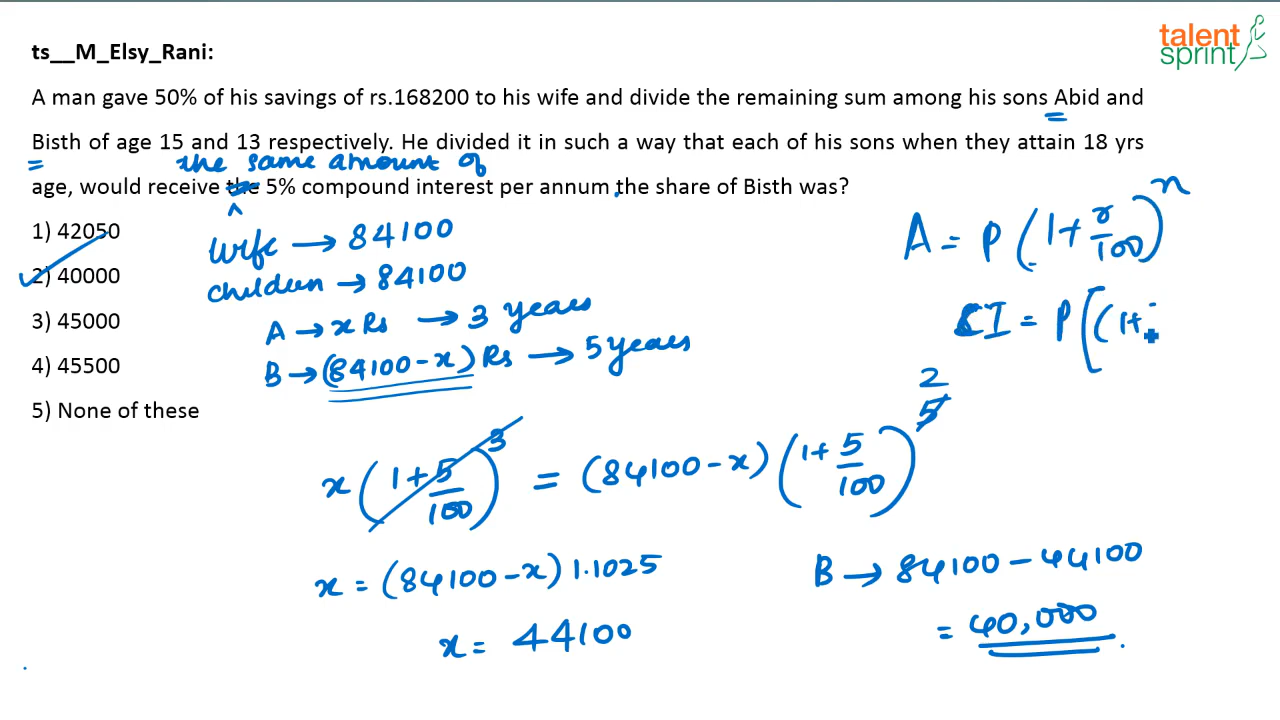 talent
sprint
ts__M_Elsy_Rani:
A man gave 50% of his savings of rs.168200 to his wife and divide the remaining sum among his sons Abid and
Bisth of age 15 and 13 respectively. He divided it in such a way that each of his sons when they attain 18 yrs
the same amount of
age, would receive the 5% compound interest per annum .the share of Bisth was?
1) 42050
2) 40000
3) 45000
4) 45500
5) None of these
wife → 84100
children → 84100
A → x Rs → 3 years
B → (84100 - x) Rs → 5 years
A = P (1 + r/100)^n
CI = P [(1+
x (1 + 5/100)^3 = (84100 - x) (1 + 5/100)^5 2
x = (84100 - x) 1.1025
x = 44100
B → 84100 - 44100
= 40,000